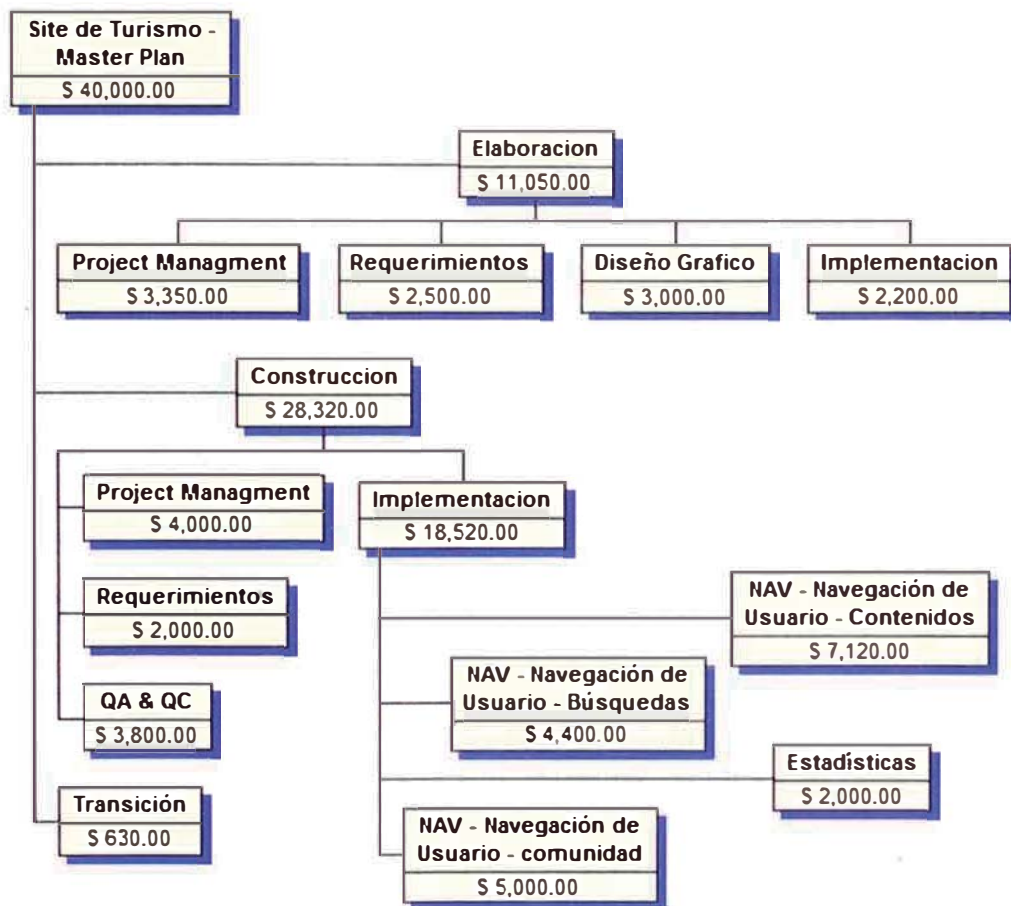 Site de Turismo -
Master Plan
$ 40,000.00
Elaboracion
$ 11,050.00
Project Managment
$ 3,350.00
Requerimientos
$ 2,500.00
Diseño Grafico
$ 3,000.00
Implementacion
$ 2,200.00
Construccion
$ 28,320.00
Project Managment
$ 4,000.00
Implementacion
$ 18,520.00
Requerimientos
$ 2,000.00
NAV - Navegación de
Usuario - Contenidos
$ 7,120.00
QA & QC
$ 3,800.00
NAV - Navegación de
Usuario - Búsquedas
$ 4,400.00
Estadísticas
$ 2,000.00
Transición
$ 630.00
NAV - Navegación de
Usuario - comunidad
$ 5,000.00